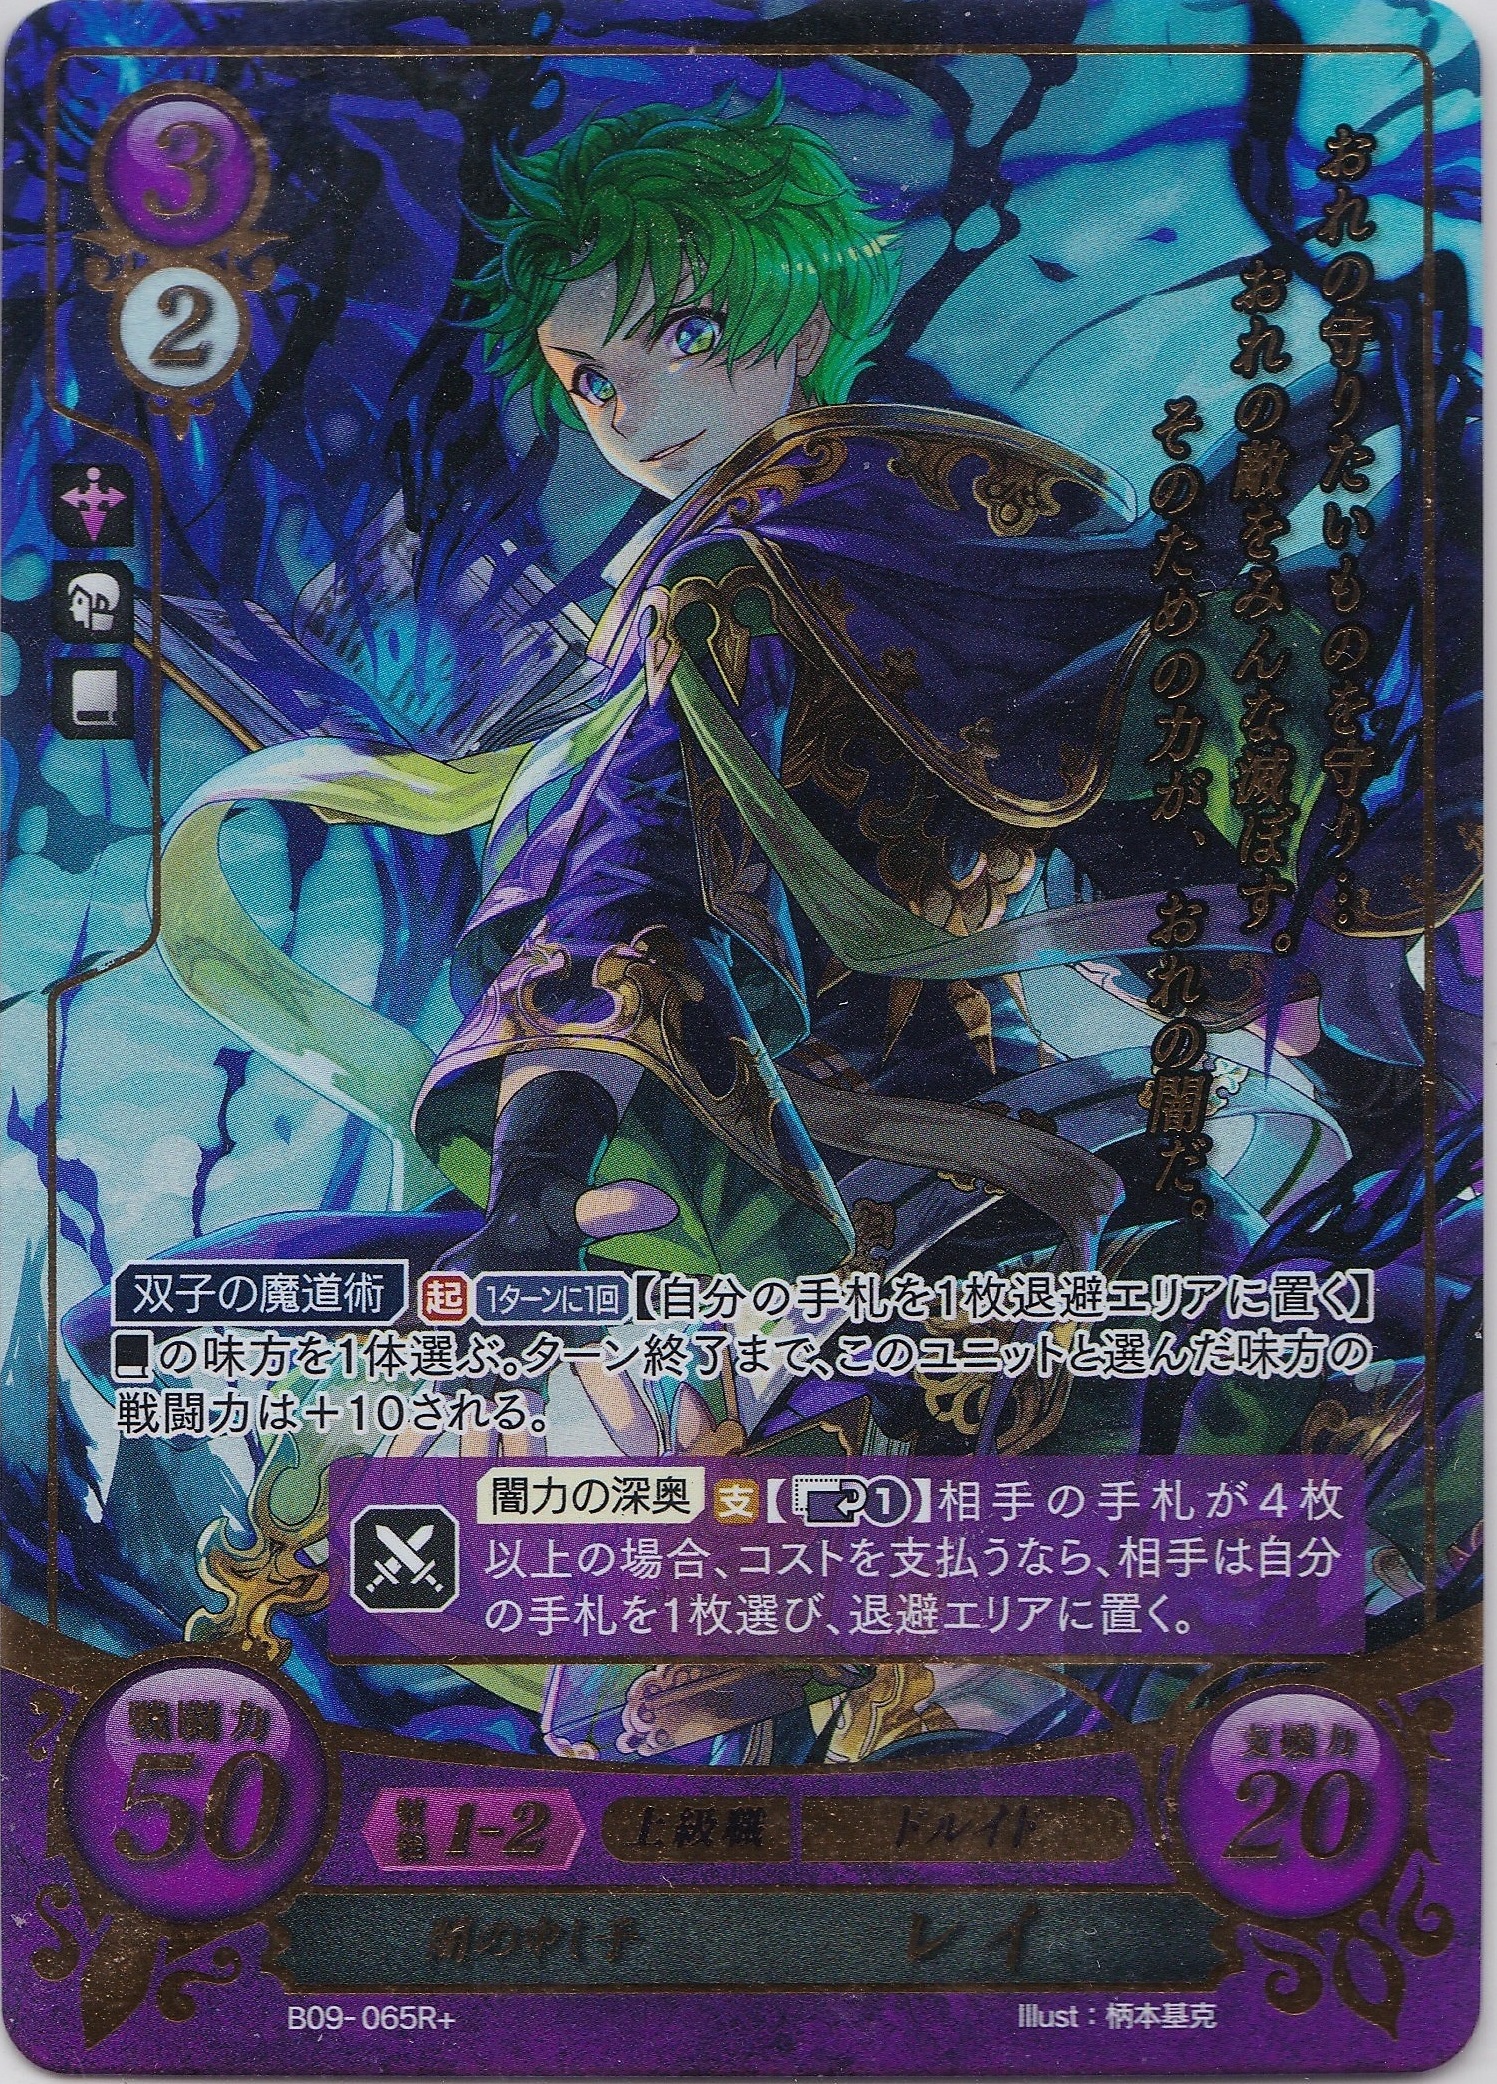 3
2
おれの守りたいものを守り…
おれの敵をみんな滅ぼす。
そのための力が、おれの闇だ。
双子の魔道術 起 1ターンに1回【自分の手札を1枚退避エリアに置く】
の味方を1体選ぶ。ターン終了まで、このユニットと選んだ味方の
戦闘力は＋10される。
闇力の深奥 支【1】相手の手札が4枚
以上の場合、コストを支払うなら、相手は自分
の手札を1枚選び、退避エリアに置く。
戦闘力
50
射程 1-2 上級職 ドルイド
支援力
20
闇の申し子 レイ
B09-065R+ Illust：柄本基克